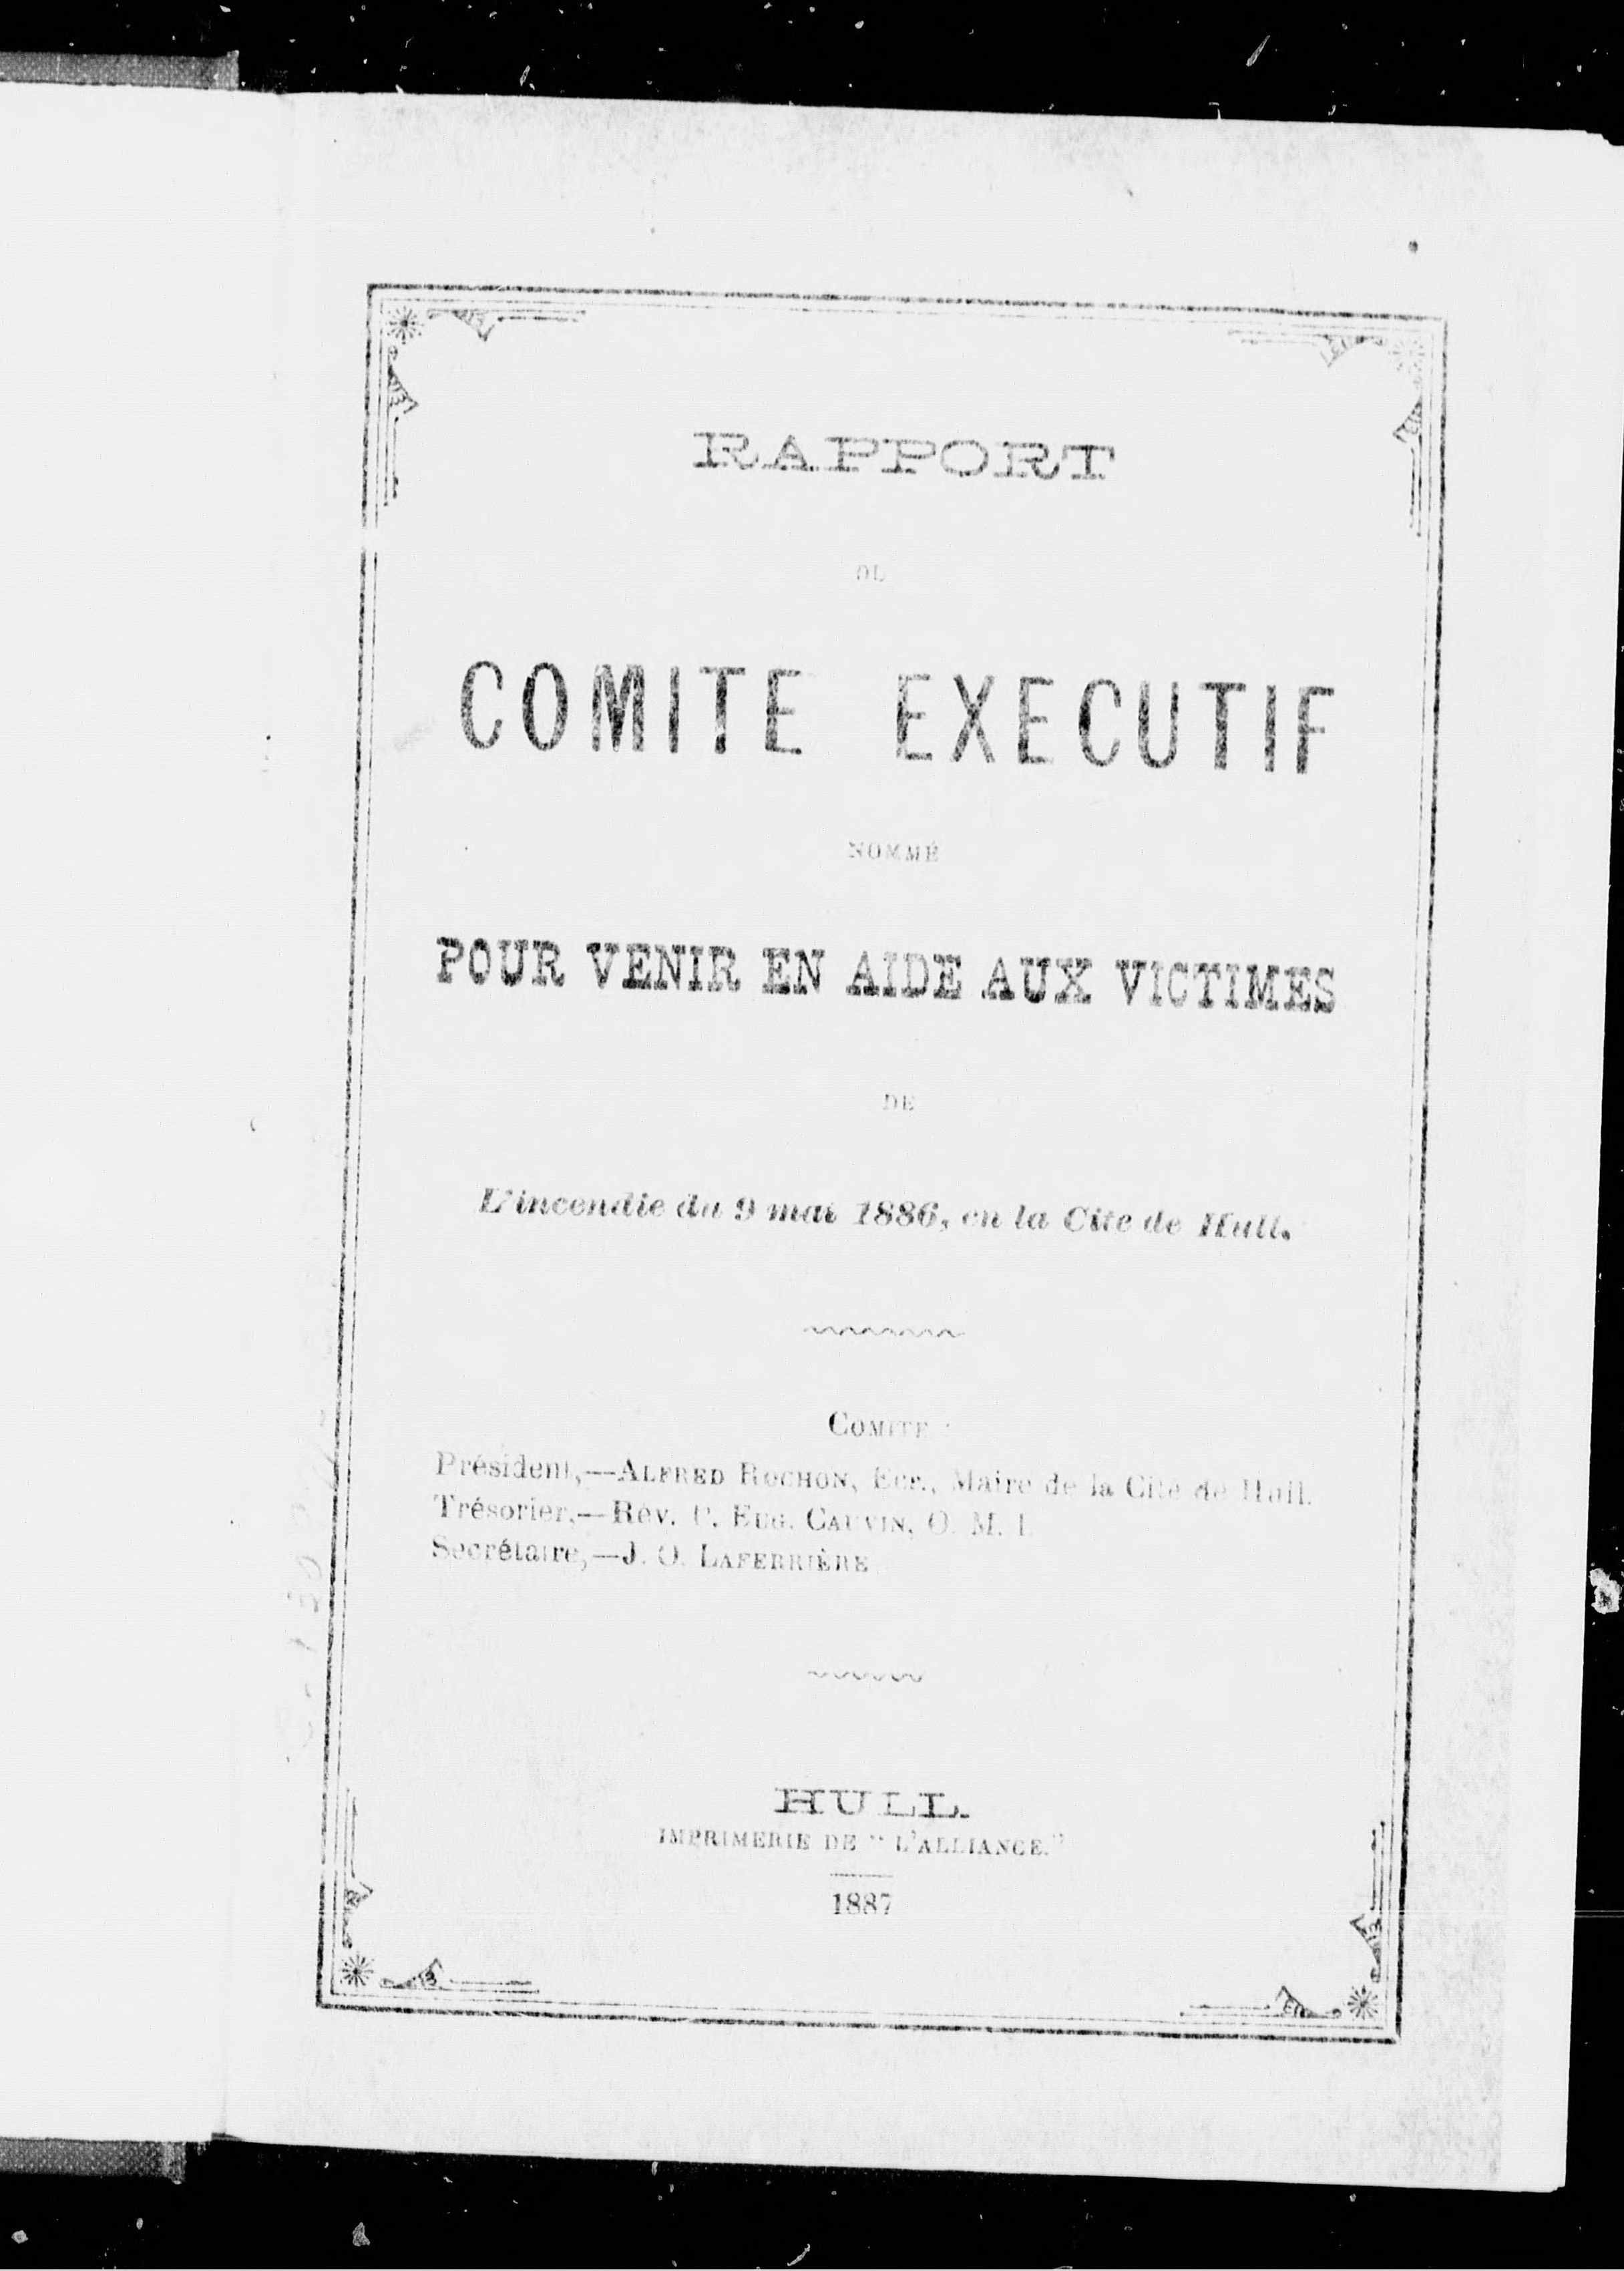 RAPPORT
DU
COMITE EXECUTIF
NOMMÉ
POUR VENIR EN AIDE AUX VICTIMES
DE
L'incendie du 9 mai 1886, en la Cite de Hull.
COMITE :
Président,—ALFRED ROCHON, Ecr., Maire de la Cité de Hull.
Trésorier,—Rév. P. EUG. CAUVIN, O. M. I.
Secrétaire,—J. O. LAFERRIÈRE
HULL.
IMPRIMERIE DE " L'ALLIANCE."
1887